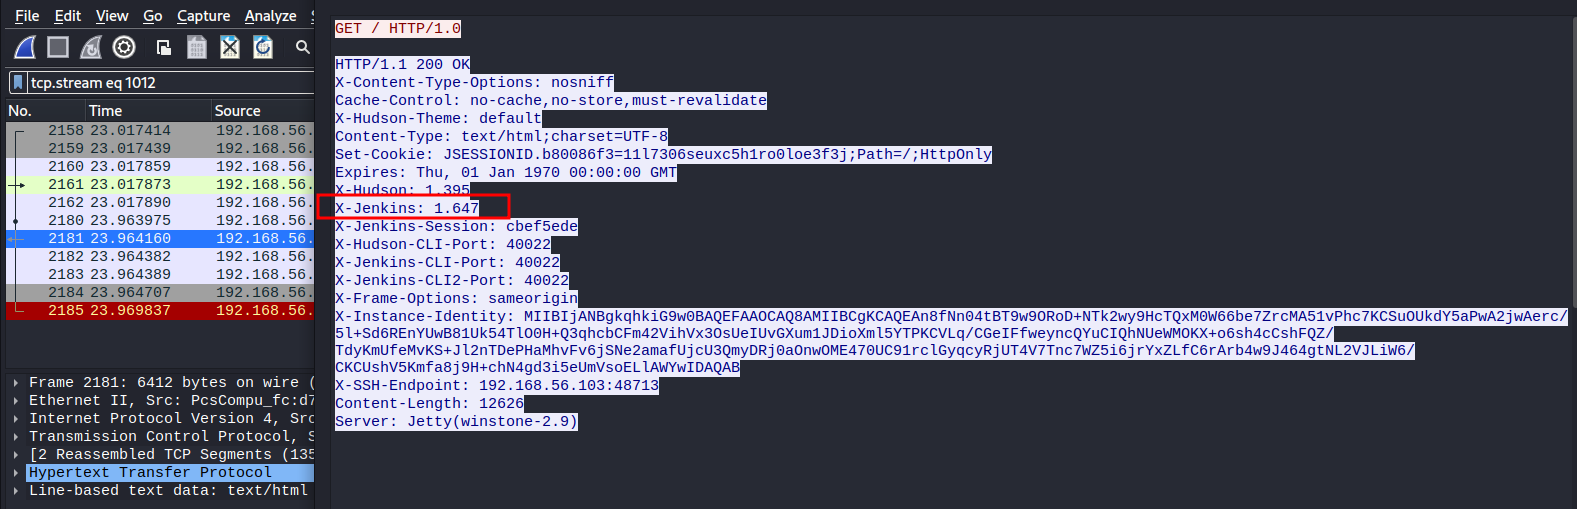 File Edit View Go Capture Analyze
tcp.stream eq 1012
No. Time Source
2158 23.017414 192.168.56.
2159 23.017439 192.168.56.
2160 23.017859 192.168.56.
2161 23.017873 192.168.56.
2162 23.017890 192.168.56.
2180 23.963975 192.168.56.
2181 23.964160 192.168.56.
2182 23.964382 192.168.56.
2183 23.964389 192.168.56.
2184 23.964707 192.168.56.
2185 23.969837 192.168.56.
Frame 2181: 6412 bytes on wire (
Ethernet II, Src: PcsCompu_fc:d7
Internet Protocol Version 4, Src
Transmission Control Protocol, S
[2 Reassembled TCP Segments (135
Hypertext Transfer Protocol
Line-based text data: text/html
GET / HTTP/1.0
HTTP/1.1 200 OK
X-Content-Type-Options: nosniff
Cache-Control: no-cache,no-store,must-revalidate
X-Hudson-Theme: default
Content-Type: text/html;charset=UTF-8
Set-Cookie: JSESSIONID.b80086f3=11l7306seuxc5h1ro0loe3f3j;Path=/;HttpOnly
Expires: Thu, 01 Jan 1970 00:00:00 GMT
X-Hudson: 1.395
X-Jenkins: 1.647
X-Jenkins-Session: cbef5ede
X-Hudson-CLI-Port: 40022
X-Jenkins-CLI-Port: 40022
X-Jenkins-CLI2-Port: 40022
X-Frame-Options: sameorigin
X-Instance-Identity: MIIBIjANBgkqhkiG9w0BAQEFAAOCAQ8AMIIBCgKCAQEAn8fNn04tBT9w9ORoD+NTk2wy9HcTQxM0W66be7ZrcMA51vPhc7KCSuOUkdY5aPwA2jwAerc/
5l+Sd6REnYUwB81Uk54TlO0H+Q3qhcbCFm42VihVx3OsUeIUvGXum1JDioXml5YTPKCVLq/CGeIFfweyncQYuCIQhNUeWMOKX+o6sh4cCshFQZ/
TdyKmUfeMvKS+Jl2nTDePHaMhvFv6jSNe2amafUjcU3QmyDRj0aOnwOME470UC91rclGyqcyRjUT4V7Tnc7WZ5i6jrYxZLfC6rArb4w9J464gtNL2VJLiW6/
CKCUshV5Kmfa8j9H+chN4gd3i5eUmVsoELlAWYwIDAQAB
X-SSH-Endpoint: 192.168.56.103:48713
Content-Length: 12626
Server: Jetty(winstone-2.9)